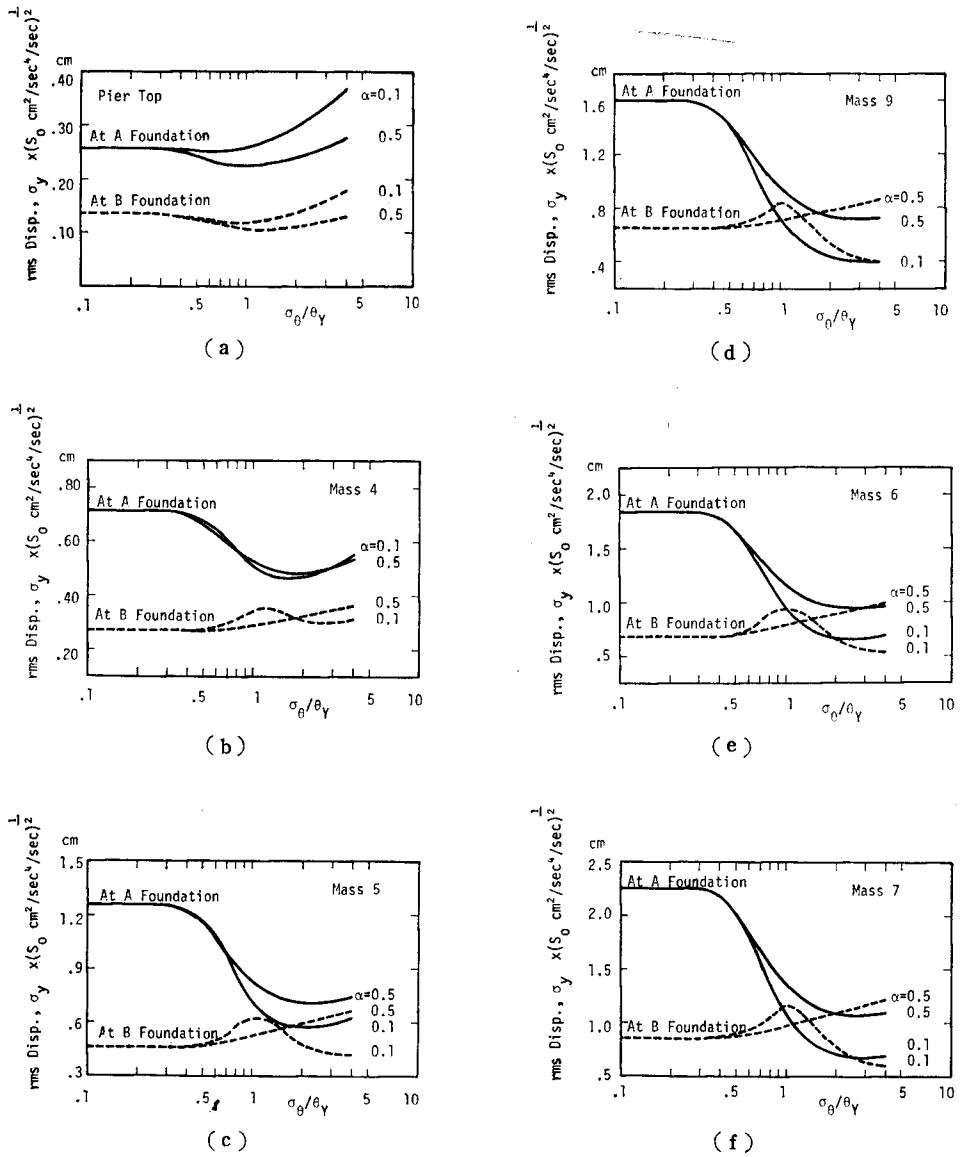 rms Disp., σy x(S0 cm²/sec⁴/sec)^1/2
cm
.40
.30
.20
.10
Pier Top
At A Foundation
At B Foundation
α=0.1
0.5
0.1
0.5
.1 .5 1 5 10
σθ/θY
(a)
rms Disp., σy x(S0 cm²/sec⁴/sec)^1/2
cm
.80
.60
.40
.20
Mass 4
At A Foundation
At B Foundation
α=0.1
0.5
0.5
0.1
.1 .5 1 5 10
σθ/θY
(b)
rms Disp., σy x(S0 cm²/sec⁴/sec)^1/2
cm
1.5
1.2
.9
.6
.3
Mass 5
At A Foundation
At B Foundation
α=0.5
0.5
0.1
0.1
.1 .5 1 5 10
σθ/θY
(c)
rms Disp., σy x(S0 cm²/sec⁴/sec)^1/2
cm
1.6
1.2
.8
.4
Mass 9
At A Foundation
At B Foundation
α=0.5
0.5
0.1
.1 .5 1 5 10
σθ/θY
(d)
rms Disp., σy x(S0 cm²/sec⁴/sec)^1/2
cm
2.0
1.5
1.0
.5
Mass 6
At A Foundation
At B Foundation
α=0.5
0.5
0.1
0.1
.1 .5 1 5 10
σθ/θY
(e)
rms Disp., σy x(S0 cm²/sec⁴/sec)^1/2
cm
2.5
2.0
1.5
1.0
.5
Mass 7
At A Foundation
At B Foundation
α=0.5
0.5
0.1
0.1
.1 .5 1 5 10
σθ/θY
(f)